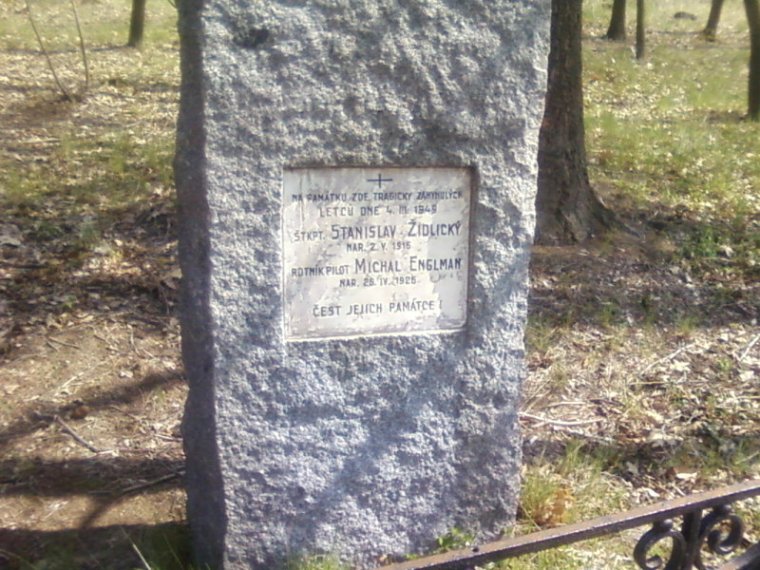 NA PAMÁTKU ZDE TRAGICKY ZAHYNULÝCH
LETCŮ DNE 4. III. 1949
ŠTKPT. STANISLAV ŽIDLICKÝ
NAR. 2. V. 1915
ROTNÍK PILOT MICHAL ENGLMAN
NAR. 26. IV. 1925
ČEST JEJICH PAMÁTCE!